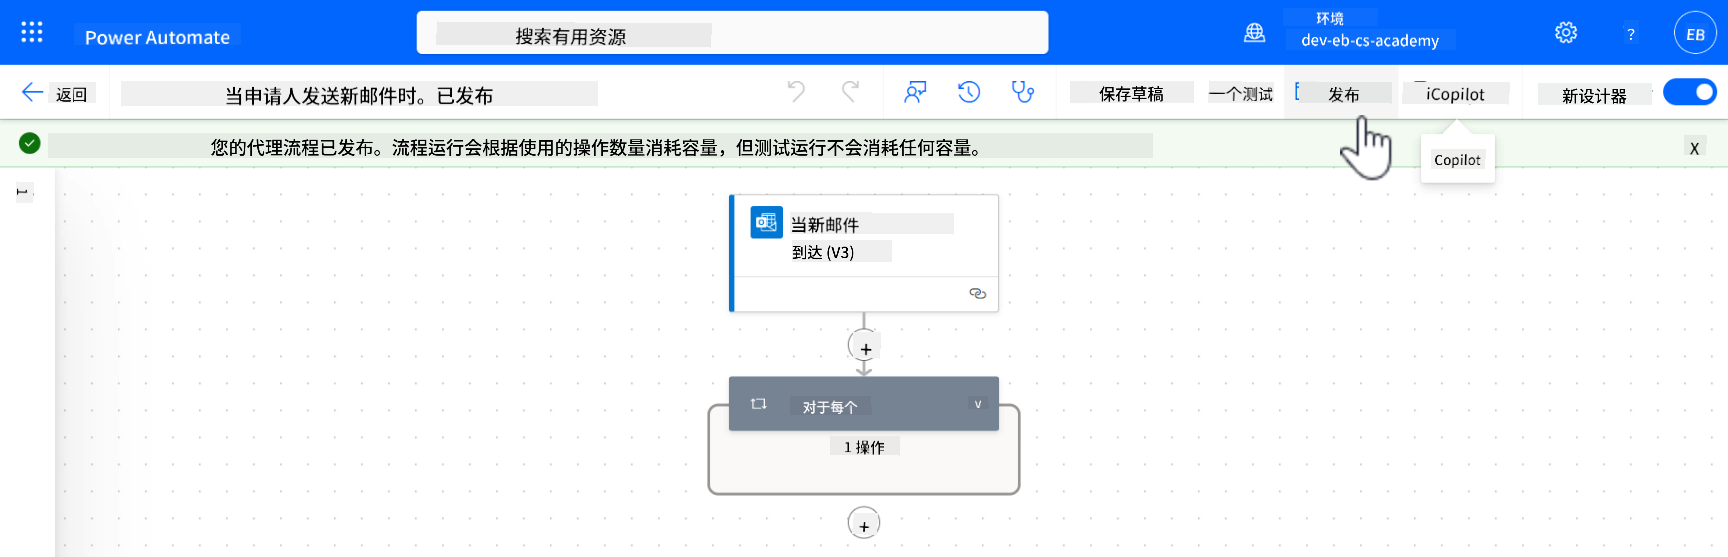 Power Automate
搜索有用资源
环境
dev-eb-cs-academy
?
EB
返回
当申请人发送新邮件时。已发布
保存草稿
一个测试
发布
iCopilot
新设计器
您的代理流程已发布。流程运行会根据使用的操作数量消耗容量，但测试运行不会消耗任何容量。
X
Copilot
当新邮件
到达 (V3)
+
对于每个
v
1 操作
+